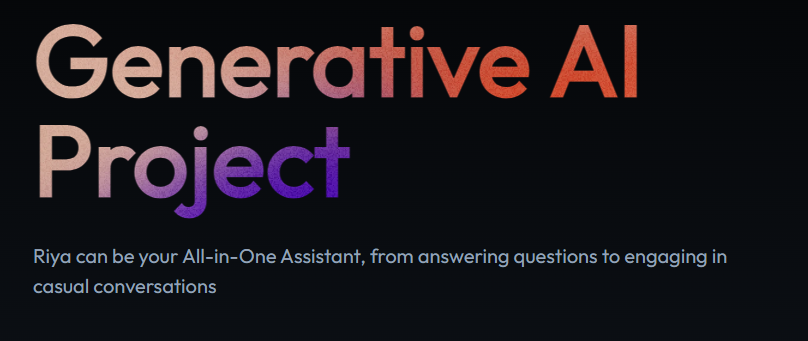 Generative AI
Project
Riya can be your All-in-One Assistant, from answering questions to engaging in
casual conversations